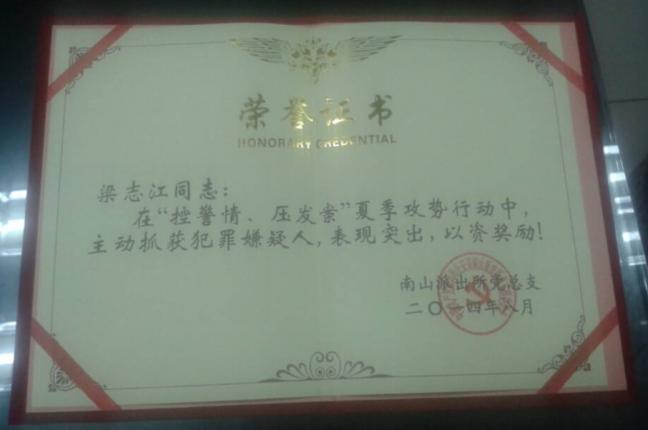 荣誉证书
HONORARY CREDENTIAL
梁志江同志：
在“控警情、压发案”夏季攻势行动中，
主动抓获犯罪嫌疑人，表现突出，以资奖励！
南山派出所党总支
二〇一四年八月